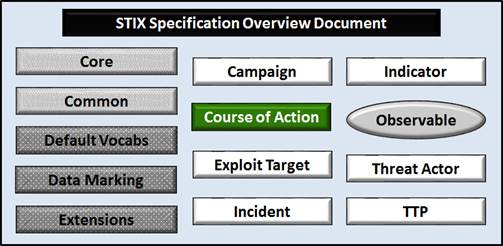 STIX Specification Overview Document
Core
Common
Default Vocabs
Data Marking
Extensions
Campaign
Course of Action
Exploit Target
Incident
Indicator
Observable
Threat Actor
TTP